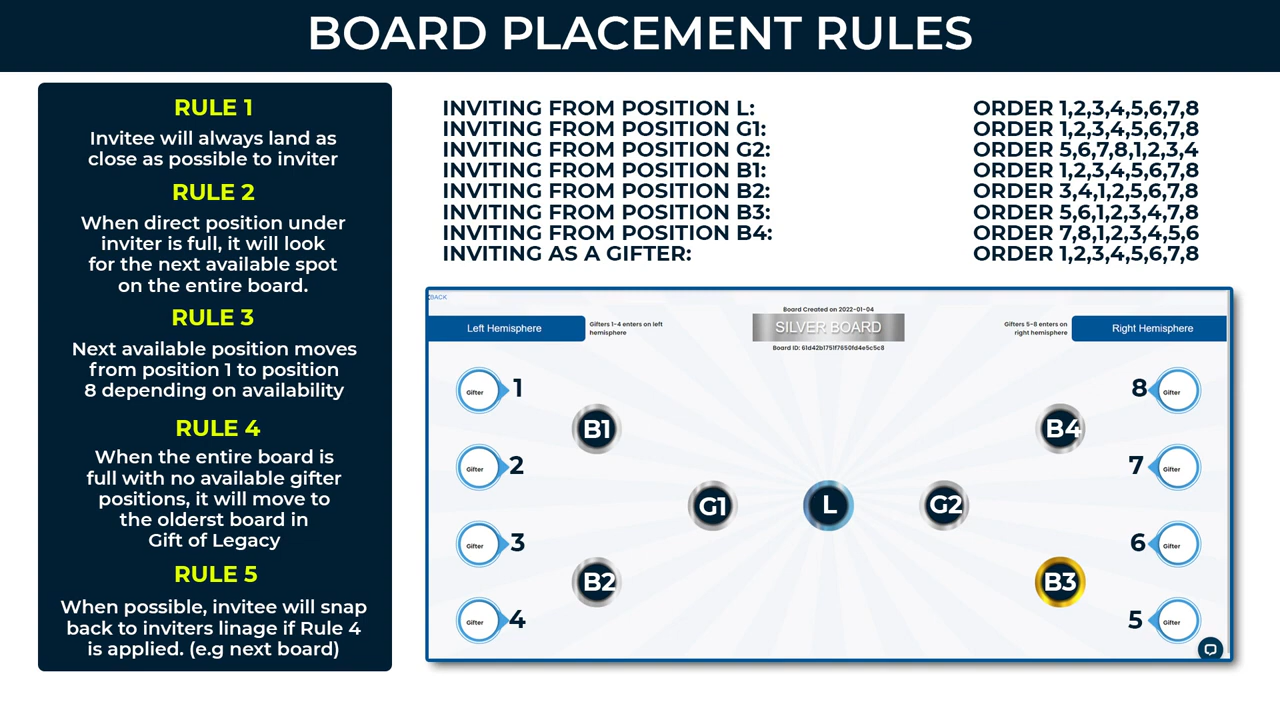 BOARD PLACEMENT RULES
RULE 1
Invitee will always land as
close as possible to inviter
RULE 2
When direct position under
inviter is full, it will look
for the next available spot
on the entire board.
RULE 3
Next available position moves
from position 1 to position
8 depending on availability
RULE 4
When the entire board is
full with no available gifter
positions, it will move to
the olderst board in
Gift of Legacy
RULE 5
When possible, invitee will snap
back to inviters linage if Rule 4
is applied. (e.g next board)
INVITING FROM POSITION L: ORDER 1,2,3,4,5,6,7,8
INVITING FROM POSITION G1: ORDER 1,2,3,4,5,6,7,8
INVITING FROM POSITION G2: ORDER 5,6,7,8,1,2,3,4
INVITING FROM POSITION B1: ORDER 1,2,3,4,5,6,7,8
INVITING FROM POSITION B2: ORDER 3,4,1,2,5,6,7,8
INVITING FROM POSITION B3: ORDER 5,6,1,2,3,4,7,8
INVITING FROM POSITION B4: ORDER 7,8,1,2,3,4,5,6
INVITING AS A GIFTER: ORDER 1,2,3,4,5,6,7,8
BACK
Board Created on 2022-01-04
Left Hemisphere
Gifters 1-4 enters on left
hemisphere
SILVER BOARD
Gifters 5-8 enters on
right hemisphere
Right Hemisphere
Board ID: 61d42b1751f7650fd4e5c5c8
Gifter 1
8 Gifter
B1
B4
Gifter 2
7 Gifter
G1
L
G2
Gifter 3
6 Gifter
B2
B3
Gifter 4
5 Gifter